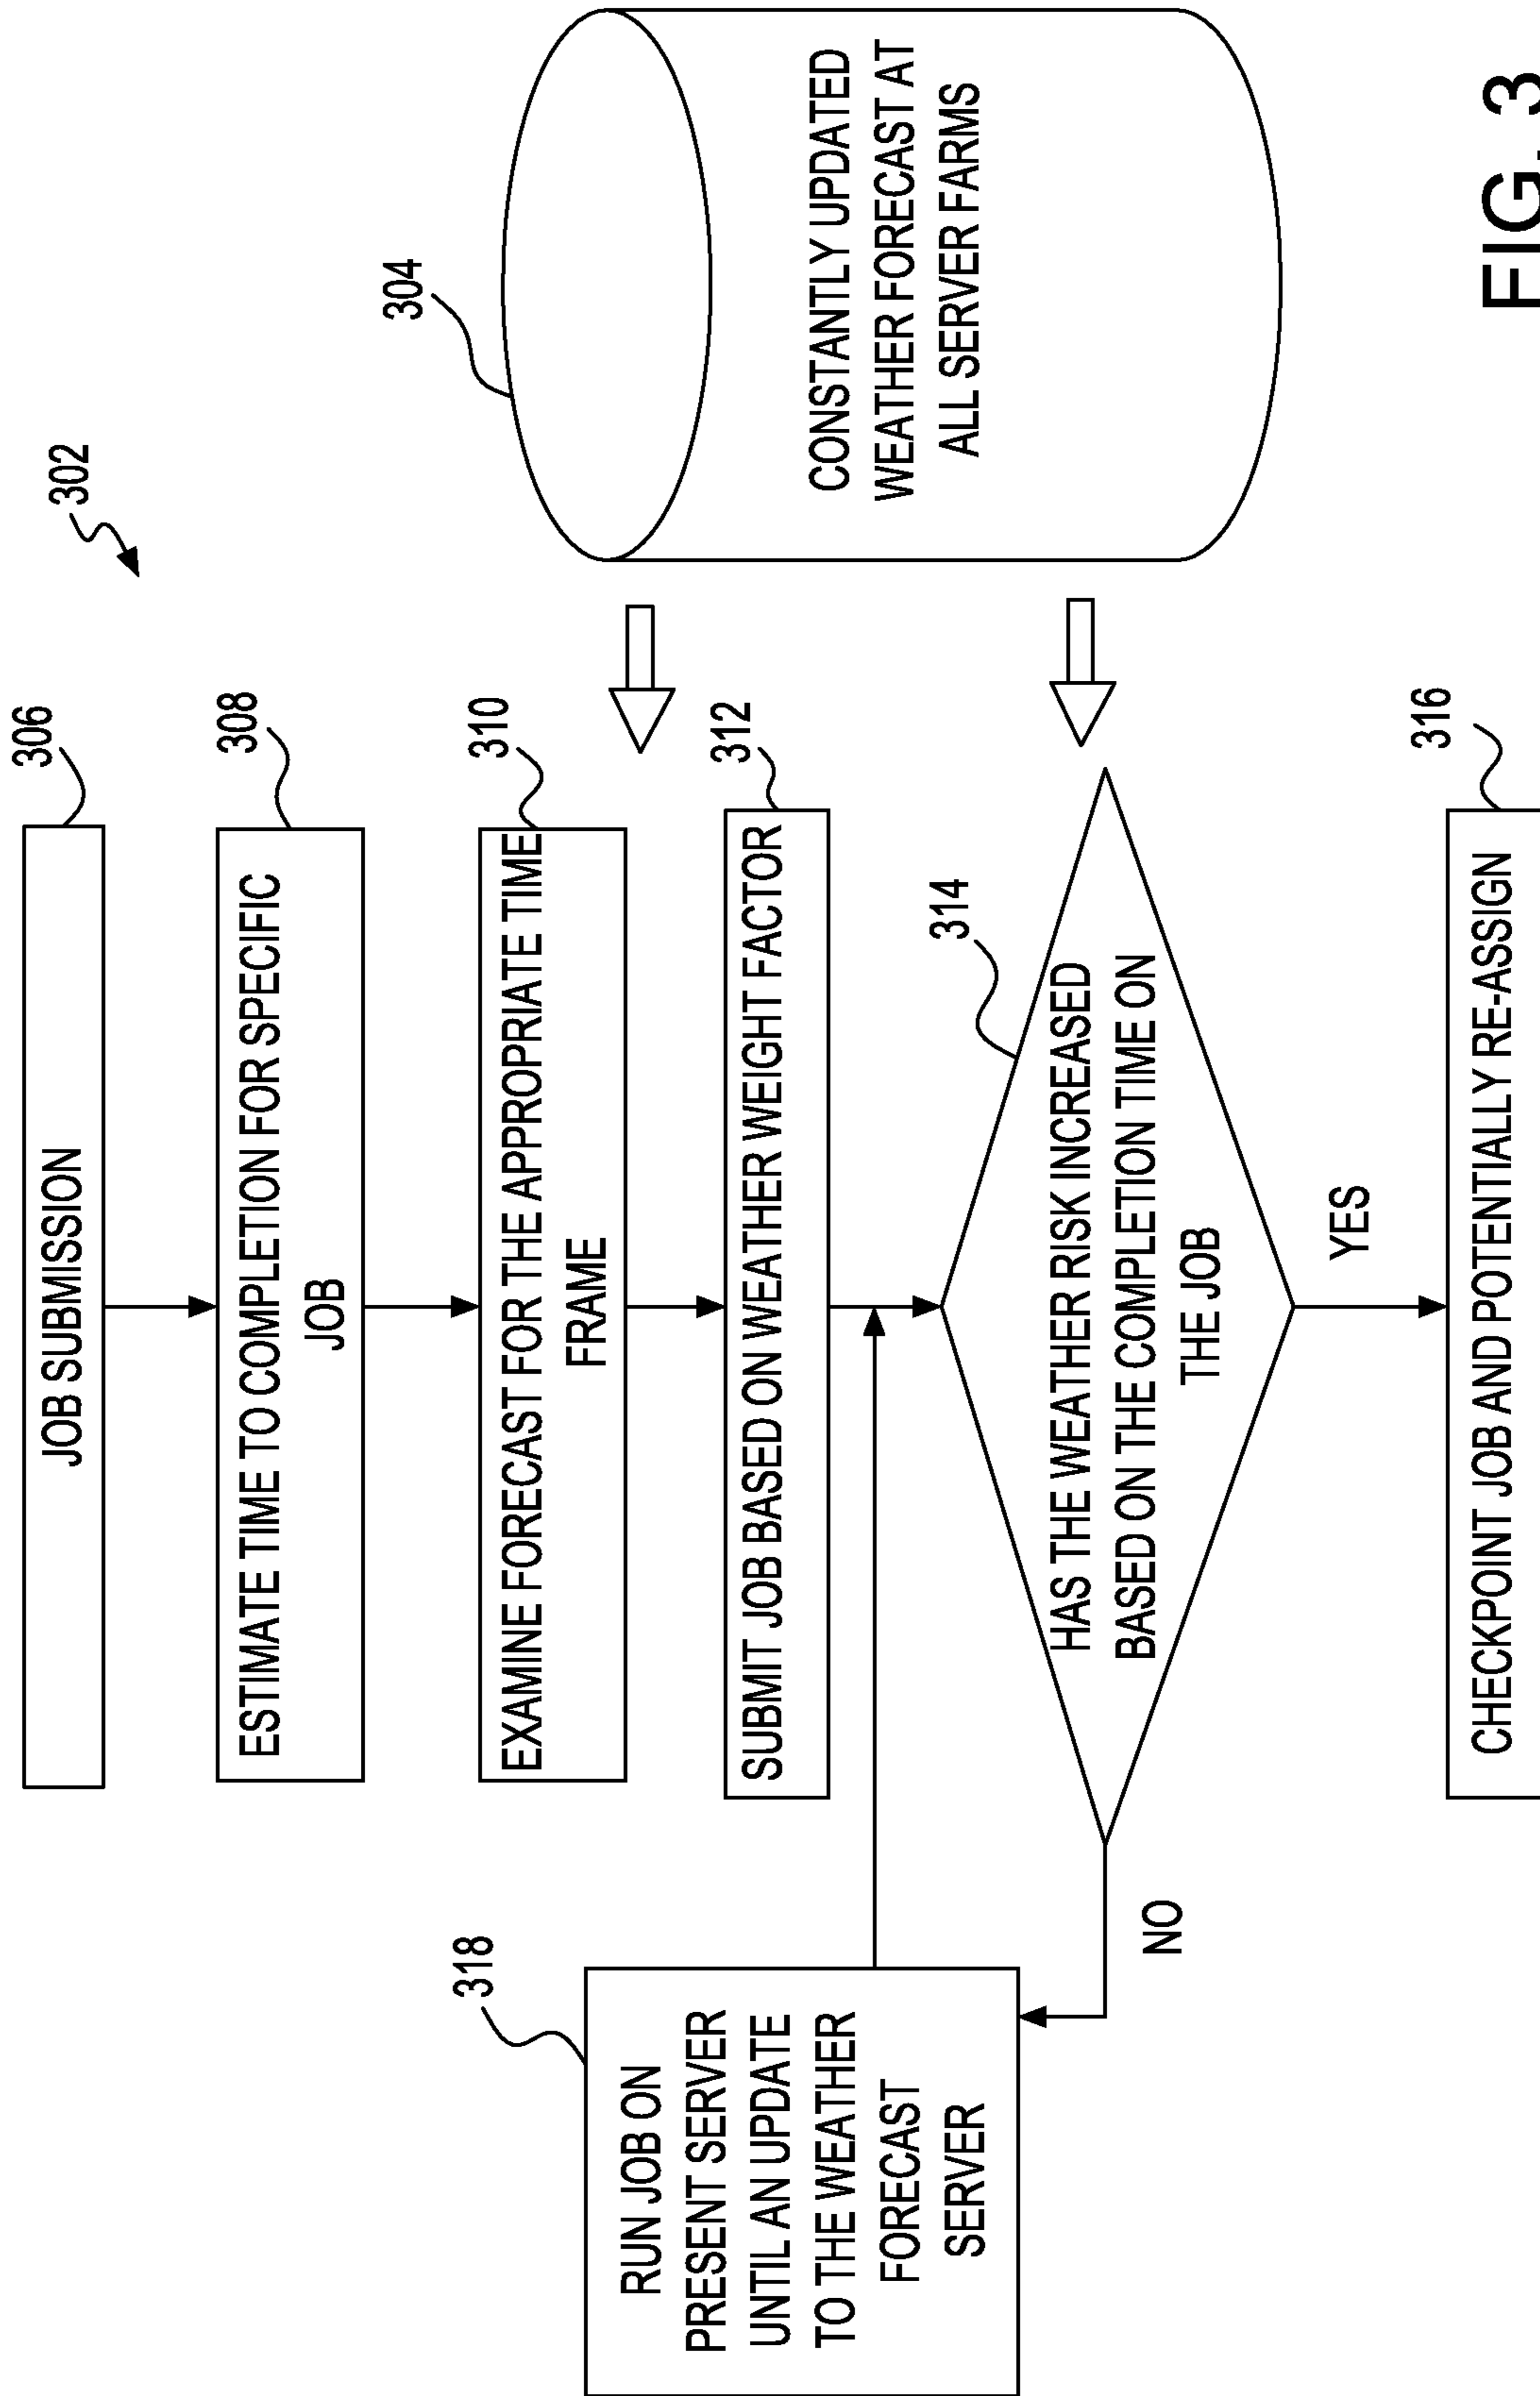 302
306
JOB SUBMISSION
308
ESTIMATE TIME TO COMPLETION FOR SPECIFIC
JOB
310
EXAMINE FORECAST FOR THE APPROPRIATE TIME
FRAME
312
SUBMIT JOB BASED ON WEATHER WEIGHT FACTOR
304
CONSTANTLY UPDATED
WEATHER FORECAST AT
ALL SERVER FARMS
314
HAS THE WEATHER RISK INCREASED
BASED ON THE COMPLETION TIME ON
THE JOB
NO
318
RUN JOB ON
PRESENT SERVER
UNTIL AN UPDATE
TO THE WEATHER
FORECAST
SERVER
YES
316
CHECKPOINT JOB AND POTENTIALLY RE-ASSIGN
FIG. 3